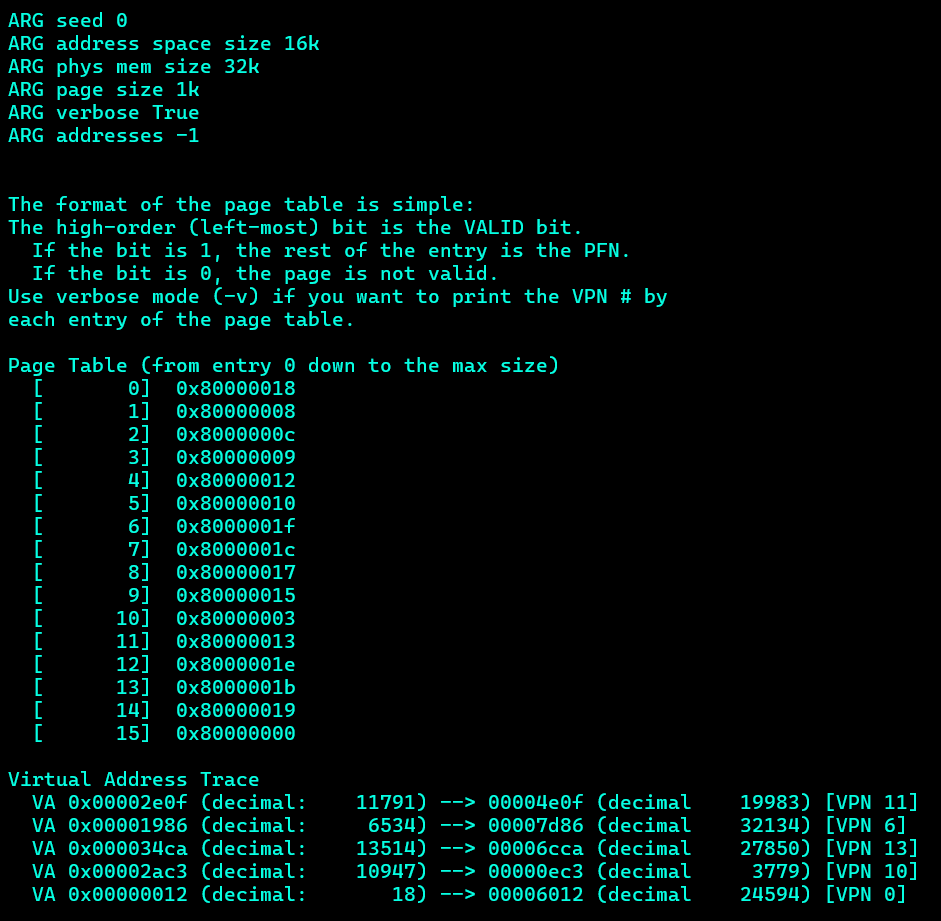 ARG seed 0
ARG address space size 16k
ARG phys mem size 32k
ARG page size 1k
ARG verbose True
ARG addresses -1

The format of the page table is simple:
The high-order (left-most) bit is the VALID bit.
  If the bit is 1, the rest of the entry is the PFN.
  If the bit is 0, the page is not valid.
Use verbose mode (-v) if you want to print the VPN # by
each entry of the page table.

Page Table (from entry 0 down to the max size)
  [       0]  0x80000018
  [       1]  0x80000008
  [       2]  0x8000000c
  [       3]  0x80000009
  [       4]  0x80000012
  [       5]  0x80000010
  [       6]  0x8000001f
  [       7]  0x8000001c
  [       8]  0x80000017
  [       9]  0x80000015
  [      10]  0x80000003
  [      11]  0x80000013
  [      12]  0x8000001e
  [      13]  0x8000001b
  [      14]  0x80000019
  [      15]  0x80000000

Virtual Address Trace
  VA 0x00002e0f (decimal:    11791) --> 00004e0f (decimal    19983) [VPN 11]
  VA 0x00001986 (decimal:     6534) --> 00007d86 (decimal    32134) [VPN 6]
  VA 0x000034ca (decimal:    13514) --> 00006cca (decimal    27850) [VPN 13]
  VA 0x00002ac3 (decimal:    10947) --> 00000ec3 (decimal     3779) [VPN 10]
  VA 0x00000012 (decimal:       18) --> 00006012 (decimal    24594) [VPN 0]